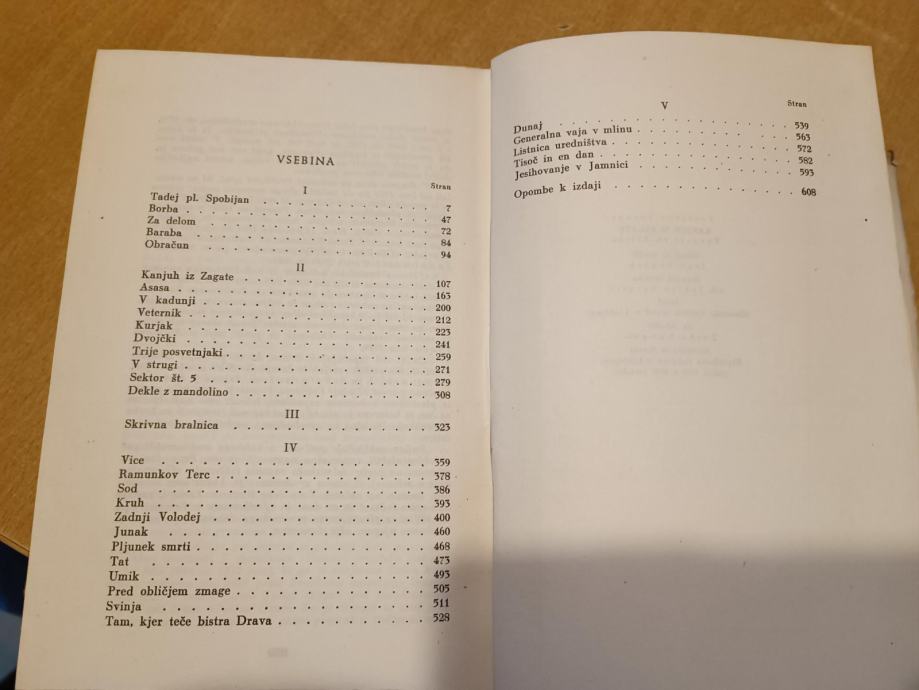 VSEBINA
Stran
I
Tadej pl. Spobijan 7
Borba 47
Za delom 72
Baraba 84
Obračun 94
II
Kanjuh iz Zagate 107
Asasa 163
V kadunji 200
Veternik 212
Kurjak 223
Dvojčki 241
Trije posvetnjaki 259
V strugi 271
Sektor št. 5 279
Dekle z mandolino 308
III
Skrivna bralnica 323
IV
Vice 359
Ramunkov Terc 378
Sod 386
Kruh 393
Zadnji Volodej 400
Junak 460
Pljunek smrti 468
Tat 473
Umik 493
Pred obličjem zmage 505
Svinja 511
Tam, kjer teče bistra Drava 528
V
Stran
Dunaj 539
Generalna vaja v mlinu 563
Listnica uredništva 572
Tisoč in en dan 582
Jesihovanje v Jamnici 593
Opombe k izdaji 608